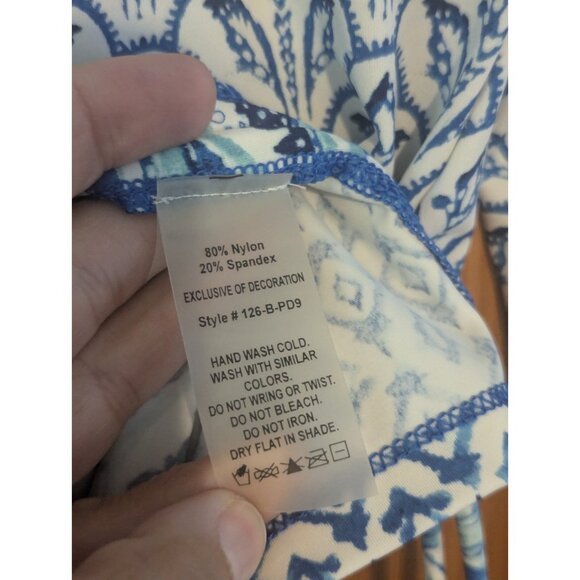 80% Nylon
20% Spandex
EXCLUSIVE OF DECORATION
Style # 126-B-PD9
HAND WASH COLD.
WASH WITH SIMILAR
COLORS.
DO NOT WRING OR TWIST.
DO NOT BLEACH.
DO NOT IRON.
DRY FLAT IN SHADE.